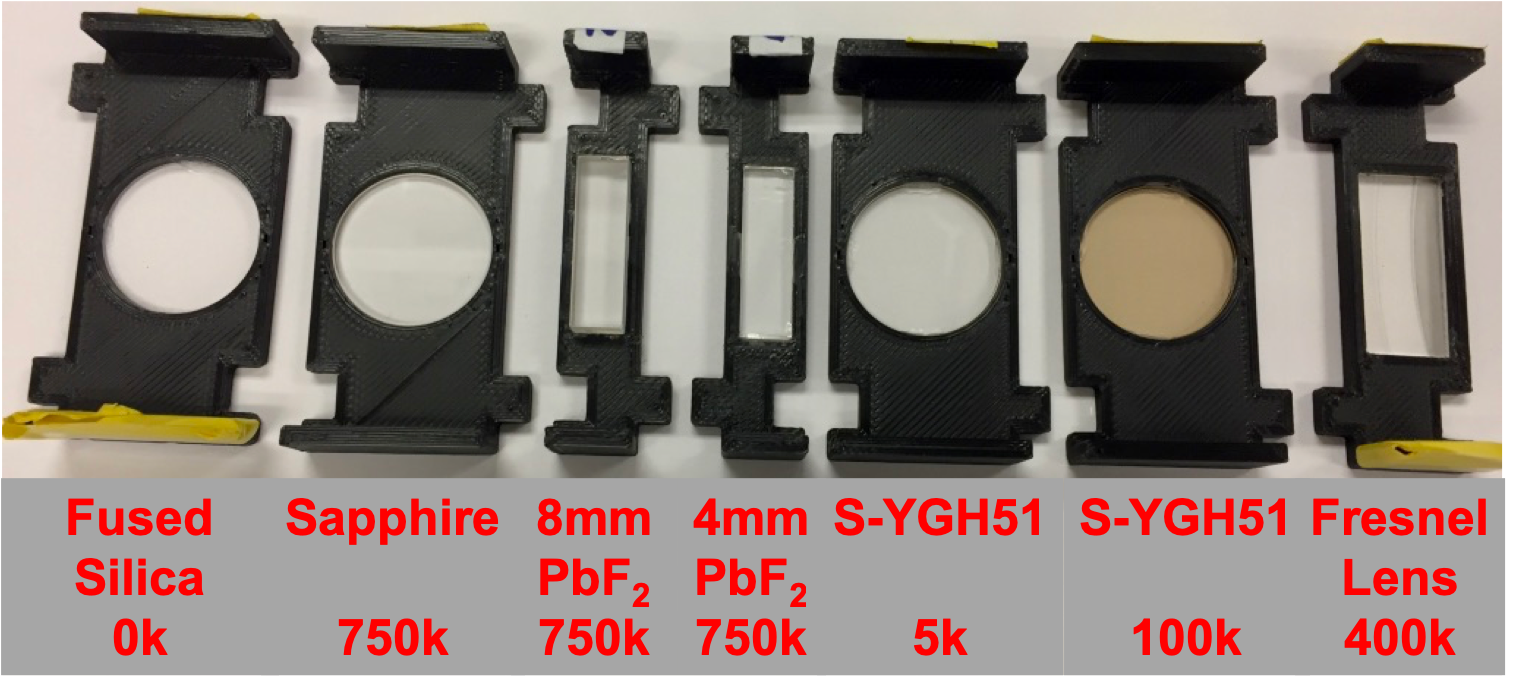 Fused Silica 0k
Sapphire 750k
8mm PbF₂ 750k
4mm PbF₂ 750k
S-YGH51 5k
S-YGH51 100k
Fresnel Lens 400k